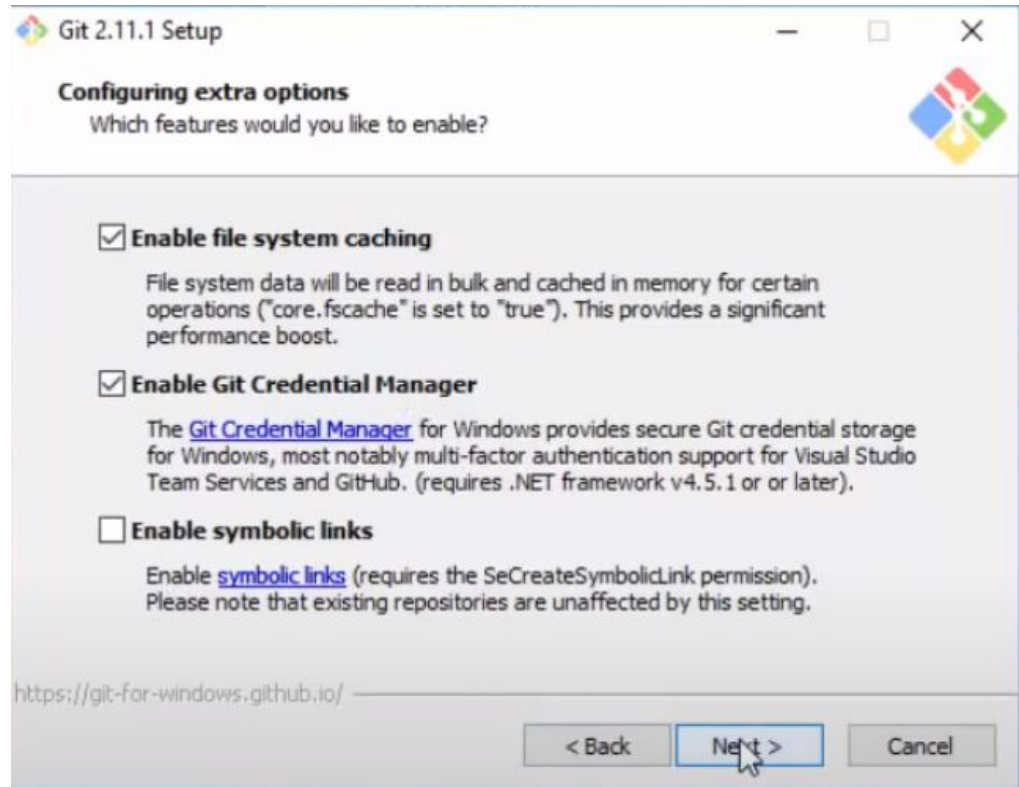 Git 2.11.1 Setup
Configuring extra options
Which features would you like to enable?
Enable file system caching
File system data will be read in bulk and cached in memory for certain
operations ("core.fscache" is set to "true"). This provides a significant
performance boost.
Enable Git Credential Manager
The Git Credential Manager for Windows provides secure Git credential storage
for Windows, most notably multi-factor authentication support for Visual Studio
Team Services and GitHub. (requires .NET framework v4.5.1 or or later).
Enable symbolic links
Enable symbolic links (requires the SeCreateSymbolicLink permission).
Please note that existing repositories are unaffected by this setting.
https://git-for-windows.github.io/
< Back Next > Cancel